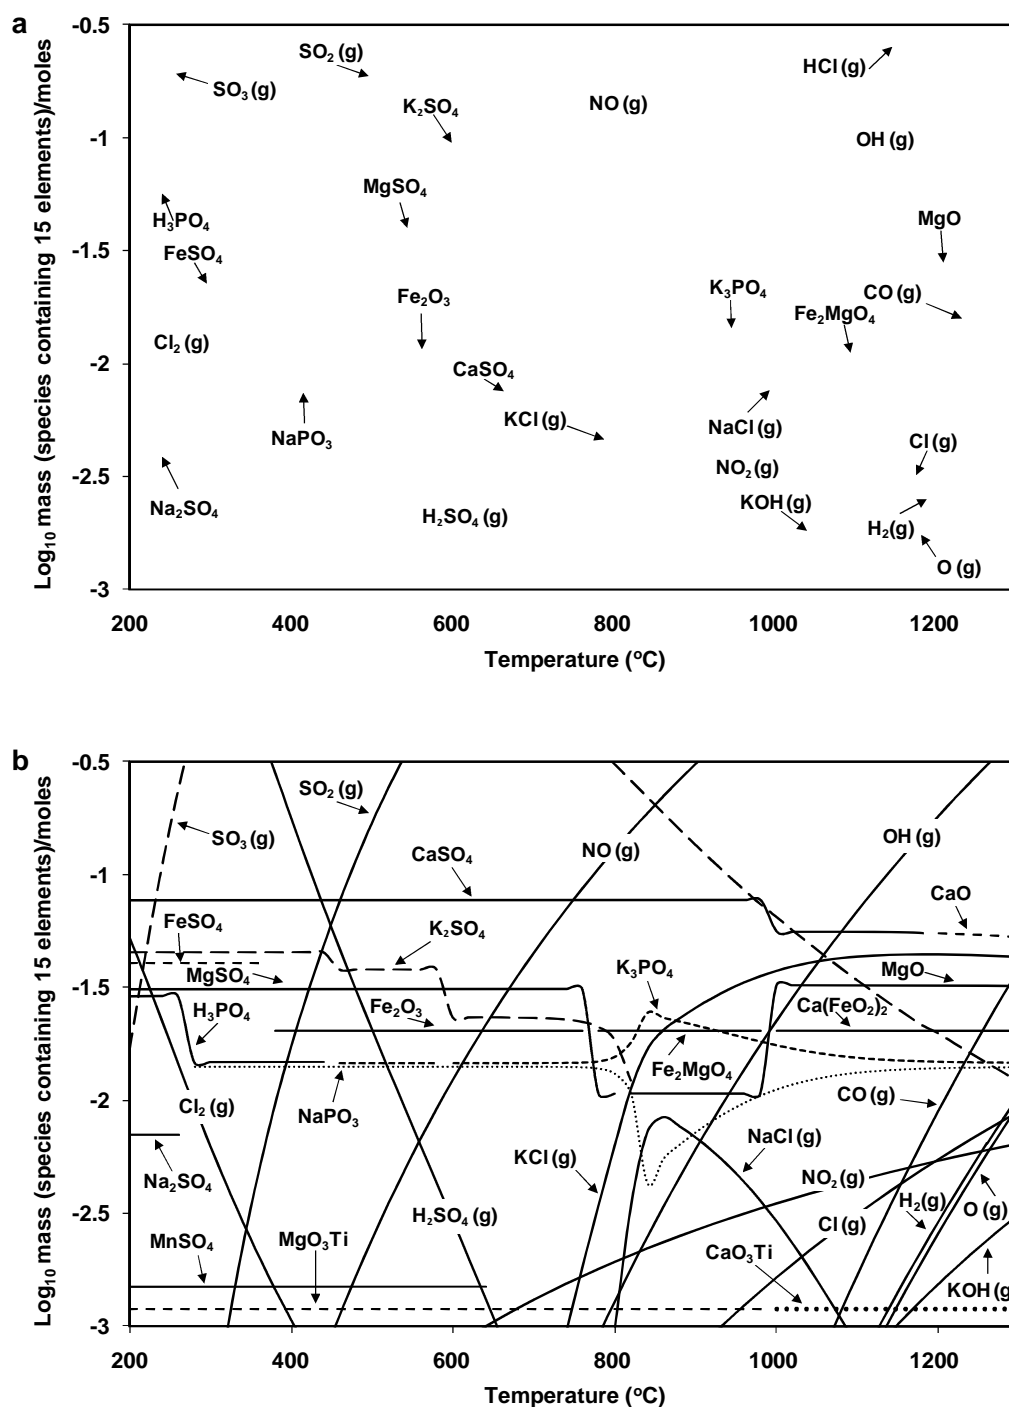 a
-0.5
SO₂ (g)
HCl (g)
SO₃ (g)
K₂SO₄
NO (g)
-1
OH (g)
MgSO₄
H₃PO₄
MgO
FeSO₄
-1.5
Fe₂O₃
K₃PO₄
CO (g)
Fe₂MgO₄
Cl₂ (g)
-2
CaSO₄
KCl (g)
NaCl (g)
NaPO₃
Cl (g)
NO₂ (g)
-2.5
Na₂SO₄
H₂SO₄ (g)
KOH (g)
H₂(g)
O (g)
-3
200 400 600 800 1000 1200
Temperature (ºC)
Log₁₀ mass (species containing 15 elements)/moles
b
-0.5
SO₂ (g)
SO₃ (g)
CaSO₄
NO (g)
OH (g)
-1
CaO
FeSO₄
K₂SO₄
MgSO₄
K₃PO₄
MgO
-1.5
H₃PO₄
Fe₂O₃
Ca(FeO₂)₂
Fe₂MgO₄
-2
Cl₂ (g)
NaPO₃
CO (g)
NaCl (g)
KCl (g)
Na₂SO₄
NO₂ (g)
H₂(g)
O (g)
-2.5
H₂SO₄ (g)
Cl (g)
MnSO₄
MgO₃Ti
CaO₃Ti
KOH (g
-3
200 400 600 800 1000 1200
Temperature (ºC)
Log₁₀ mass (species containing 15 elements)/moles